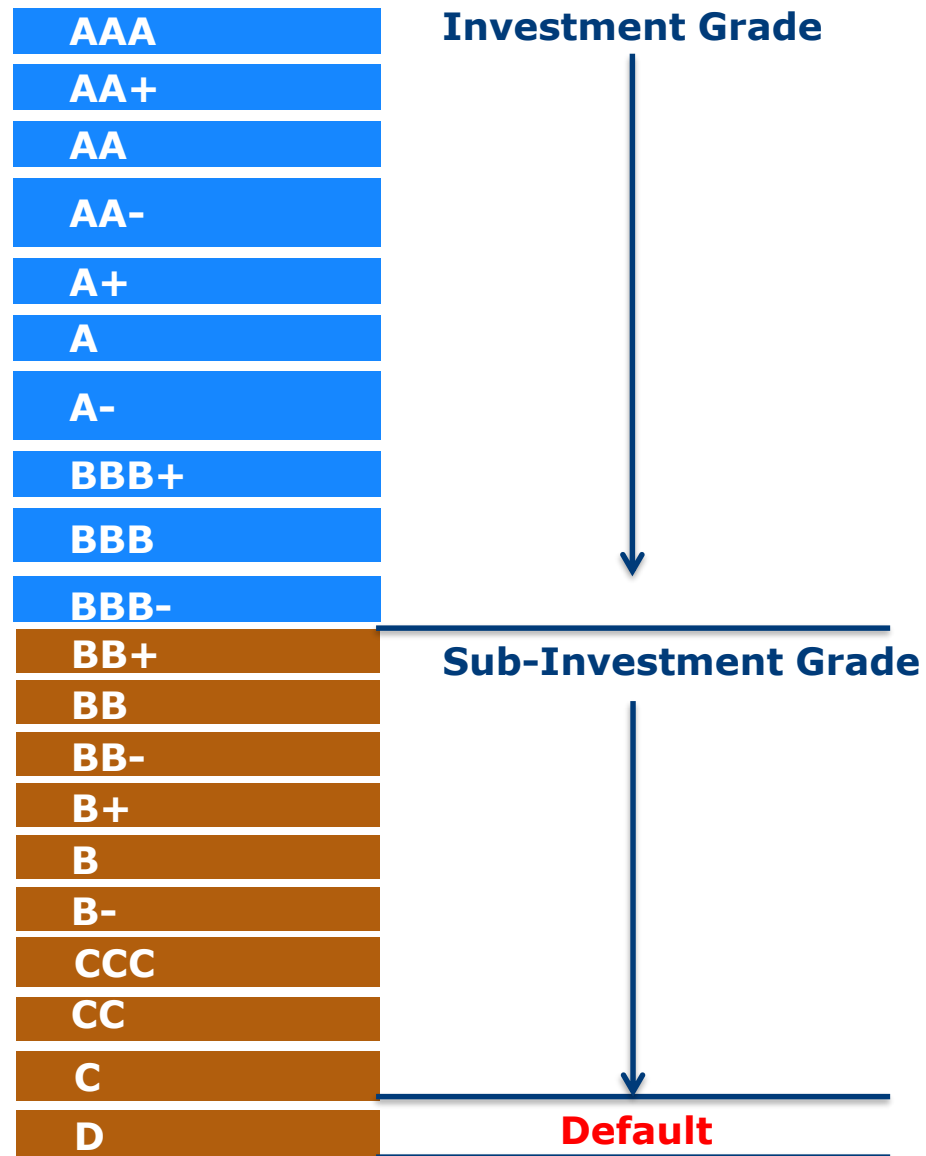 AAA
Investment Grade
AA+
AA
AA-
A+
A
A-
BBB+
BBB
BBB-
BB+
Sub-Investment Grade
BB
BB-
B+
B
B-
CCC
CC
C
D
Default